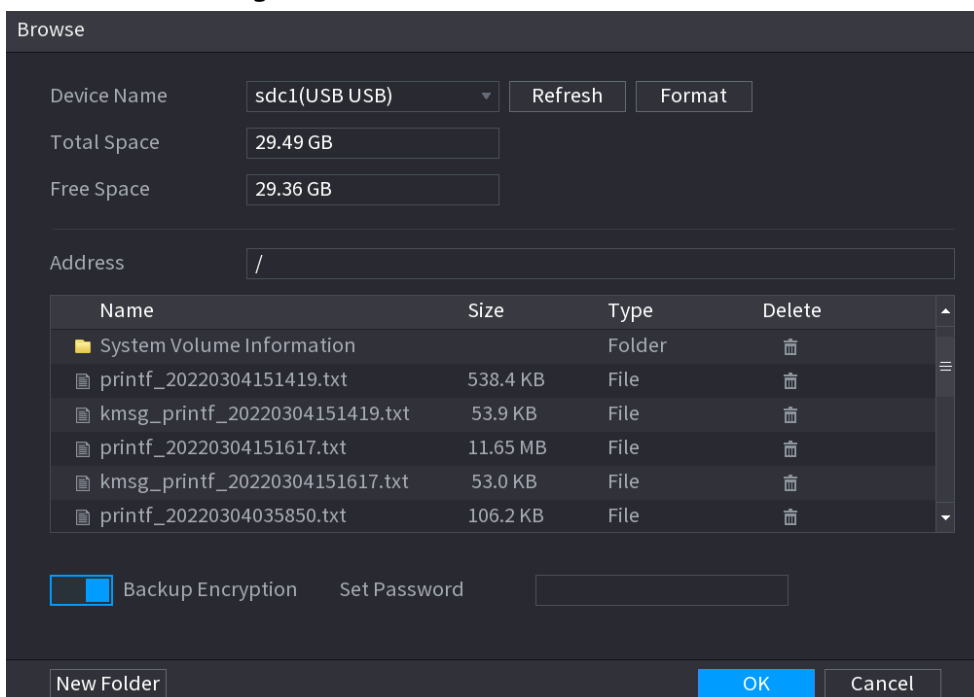 Browse
Device Name sdc1(USB USB) Refresh Format
Total Space 29.49 GB
Free Space 29.36 GB
Address /
Name Size Type Delete
System Volume Information Folder
printf_20220304151419.txt 538.4 KB File
kmsg_printf_20220304151419.txt 53.9 KB File
printf_20220304151617.txt 11.65 MB File
kmsg_printf_20220304151617.txt 53.0 KB File
printf_20220304035850.txt 106.2 KB File
Backup Encryption Set Password
New Folder OK Cancel